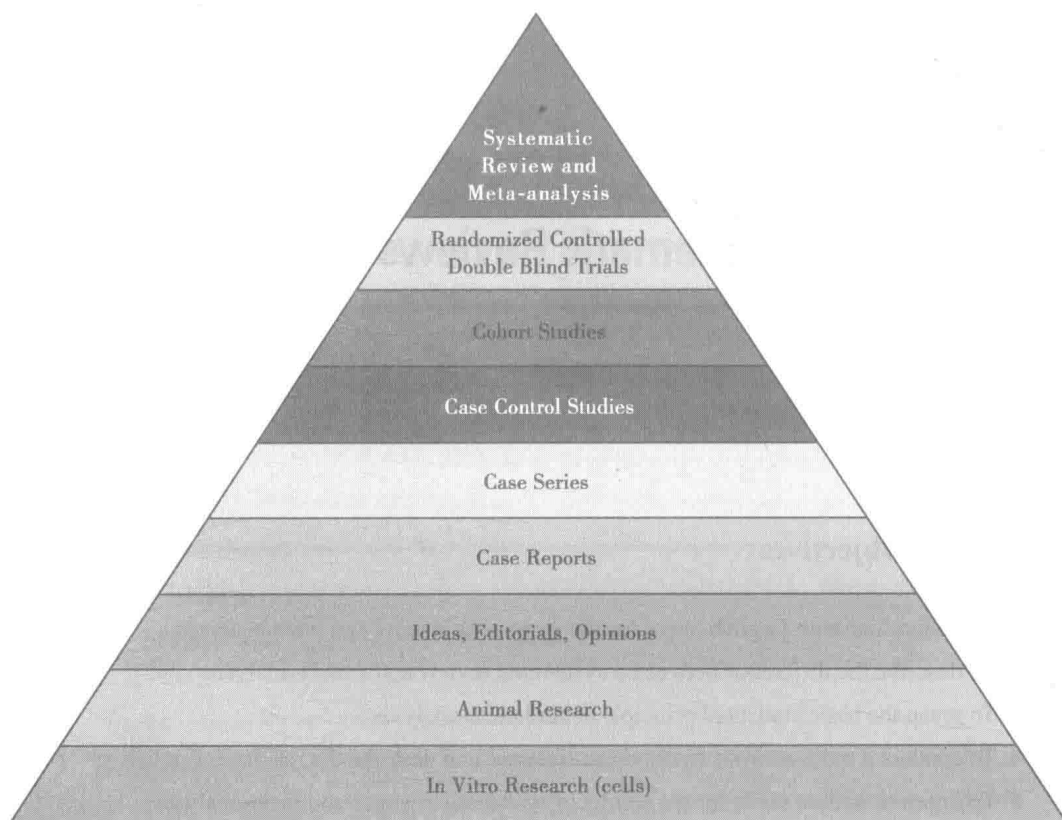 Systematic
Review and
Meta-analysis
Randomized Controlled
Double Blind Trials
Cohort Studies
Case Control Studies
Case Series
Case Reports
Ideas, Editorials, Opinions
Animal Research
In Vitro Research (cells)